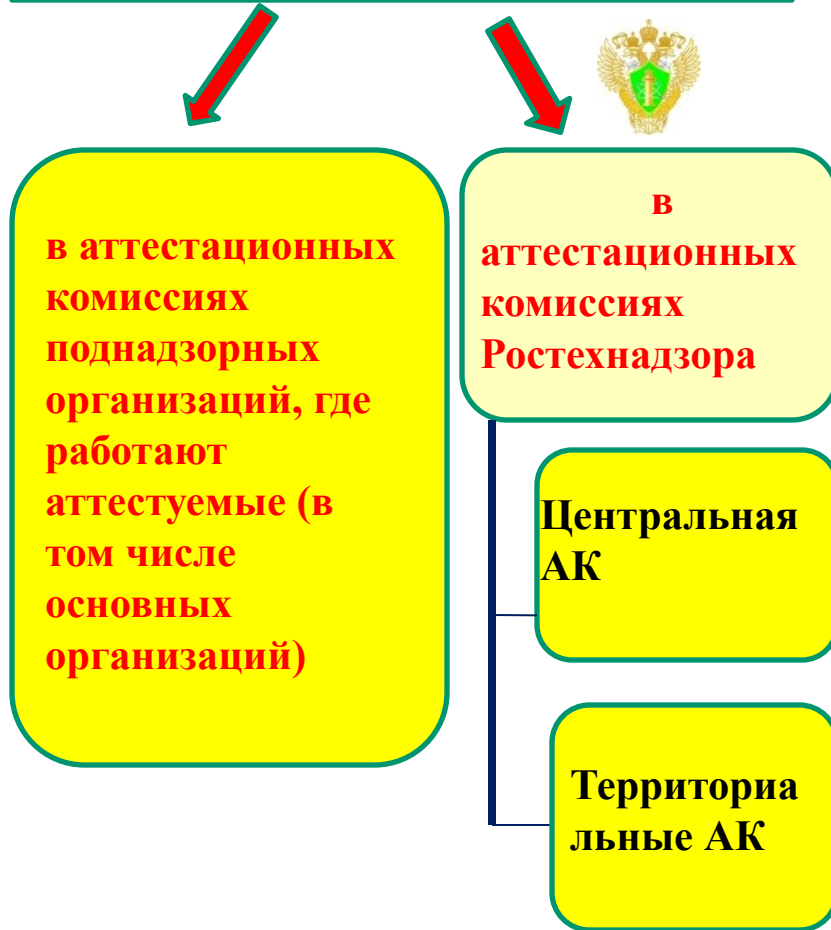 в аттестационных
комиссиях
поднадзорных
организаций, где
работают
аттестуемые (в
том числе
основных
организаций)
в
аттестационных
комиссиях
Ростехнадзора
Центральная
АК
Территориа
льные АК